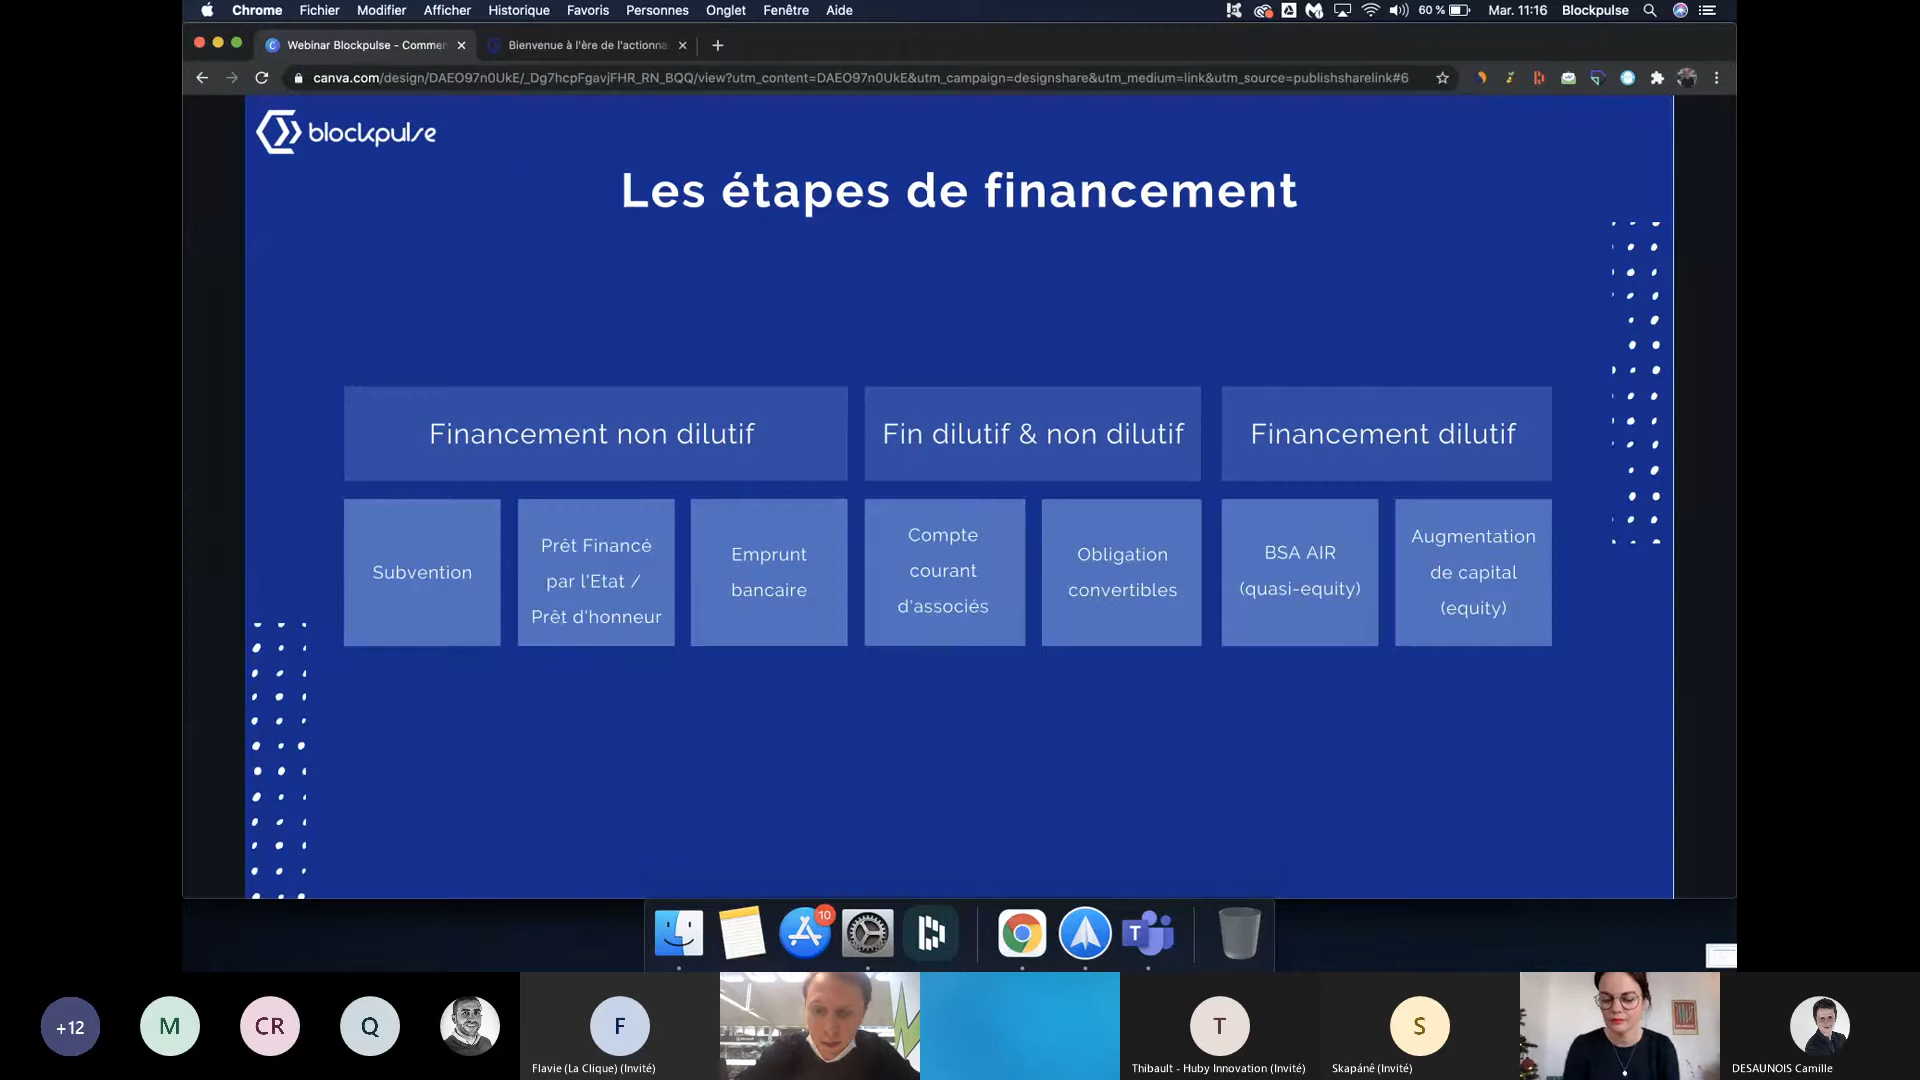 Chrome Fichier Modifier Afficher Historique Favoris Personnes Onglet Fenêtre Aide 60 % Mar. 11:16 Blockpulse
Webinar Blockpulse - Commen Bienvenue à l'ère de l'actionna
canva.com/design/DAEO97n0UkE/_Dg7hcpFgavjFHR_RN_BQQ/view?utm_content=DAEO97n0UkE&utm_campaign=designshare&utm_medium=link&utm_source=publishsharelink#6
blockpulse
Les étapes de financement
Financement non dilutif
Fin dilutif & non dilutif
Financement dilutif
Subvention
Prêt Financé
par l'Etat /
Prêt d'honneur
Emprunt
bancaire
Compte
courant
d'associés
Obligation
convertibles
BSA AIR
(quasi-equity)
Augmentation
de capital
(equity)
10
T
+12
M
CR
Q
F
T
S
Flavie (La Clique) (Invité)
Thibault - Huby Innovation (Invité)
Skapánê (Invité)
DESAUNOIS Camille